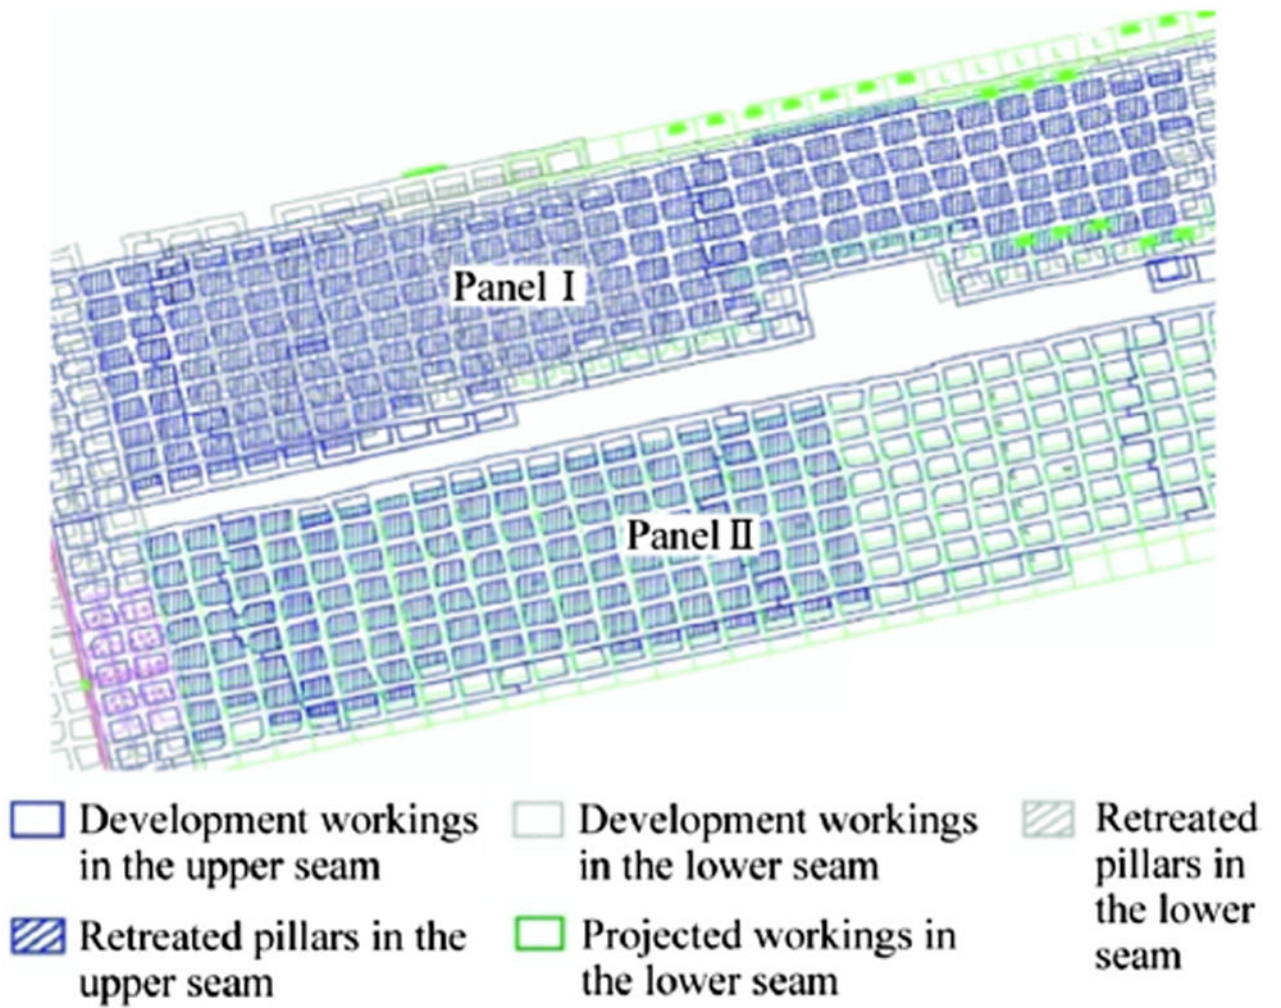 Panel I
Panel II
Development workings
in the upper seam
Development workings
in the lower seam
Retreated
pillars in
the lower
seam
Retreated pillars in the
upper seam
Projected workings in
the lower seam